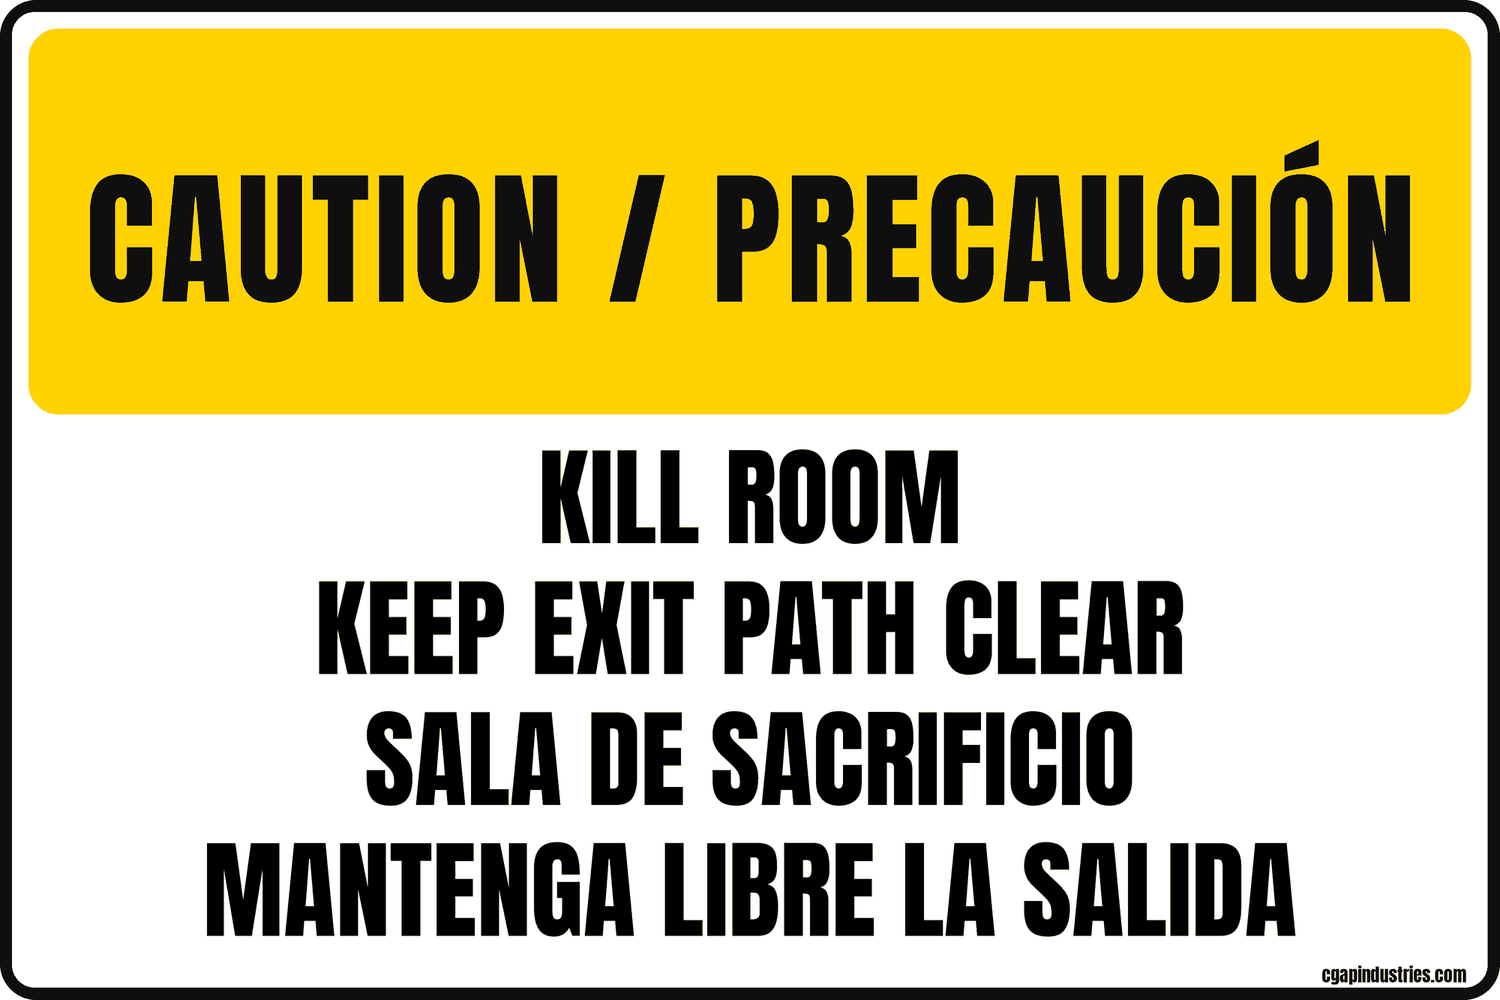 CAUTION / PRECAUCIÓN
KILL ROOM
KEEP EXIT PATH CLEAR
SALA DE SACRIFICIO
MANTENGA LIBRE LA SALIDA
cgapindustries.com